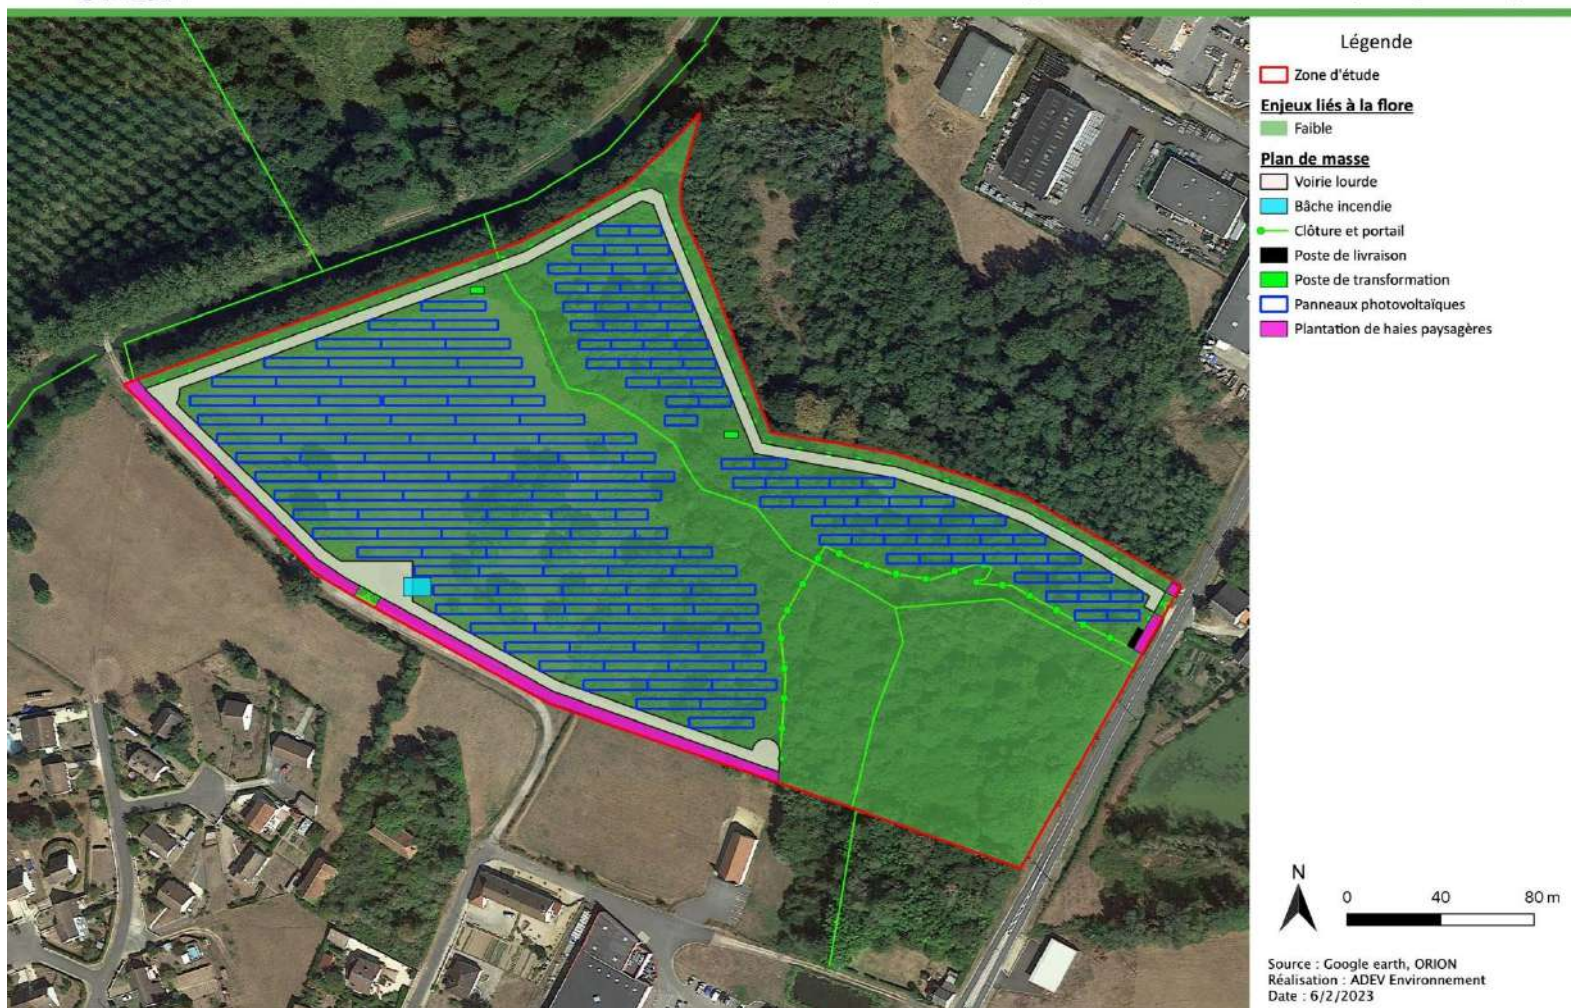 Légende
Zone d'étude
Enjeux liés à la flore
Faible
Plan de masse
Voirie lourde
Bâche incendie
Clôture et portail
Poste de livraison
Poste de transformation
Panneaux photovoltaïques
Plantation de haies paysagères
N
0 40 80 m
Source : Google earth, ORION
Réalisation : ADEV Environnement
Date : 6/2/2023